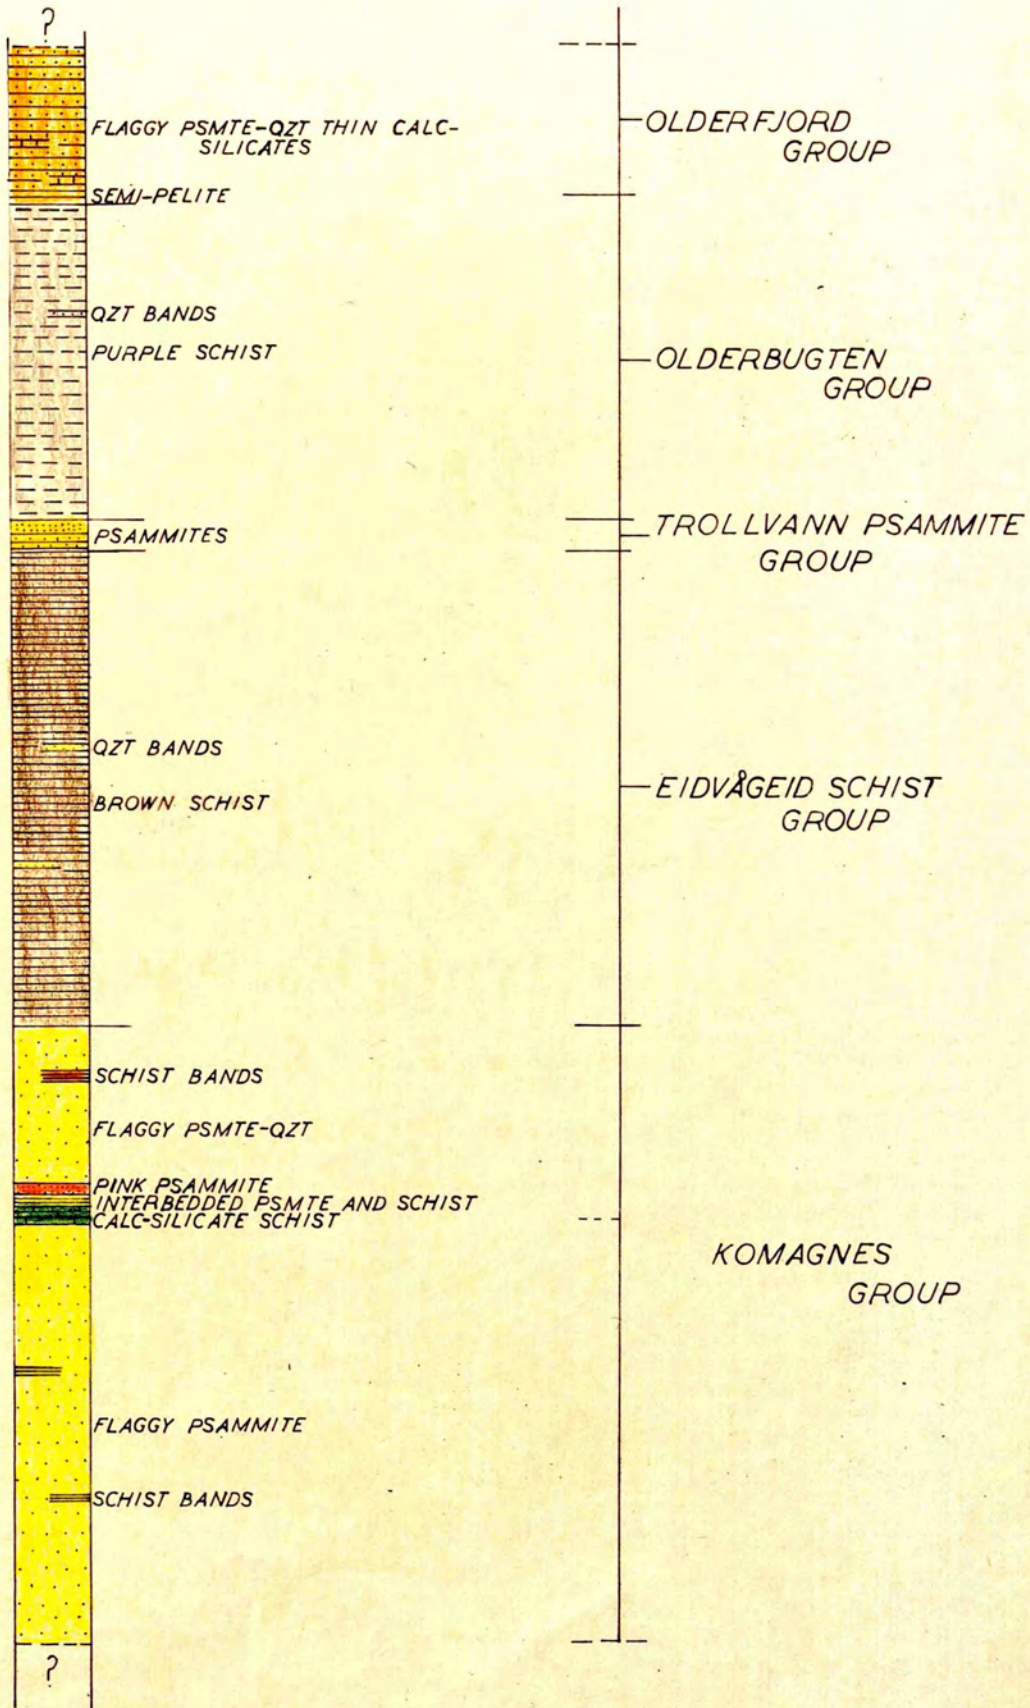 ?
FLAGGY PSMTE-QZT THIN CALC-
SILICATES
SEMI-PELITE
QZT BANDS
PURPLE SCHIST
PSAMMITES
QZT BANDS
BROWN SCHIST
SCHIST BANDS
FLAGGY PSMTE-QZT
PINK PSAMMITE
INTERBEDDED PSMTE AND SCHIST
CALC-SILICATE SCHIST
FLAGGY PSAMMITE
SCHIST BANDS
?
OLDERFJORD
GROUP
OLDERBUGTEN
GROUP
TROLLVANN PSAMMITE
GROUP
EIDVÅGEID SCHIST
GROUP
KOMAGNES
GROUP